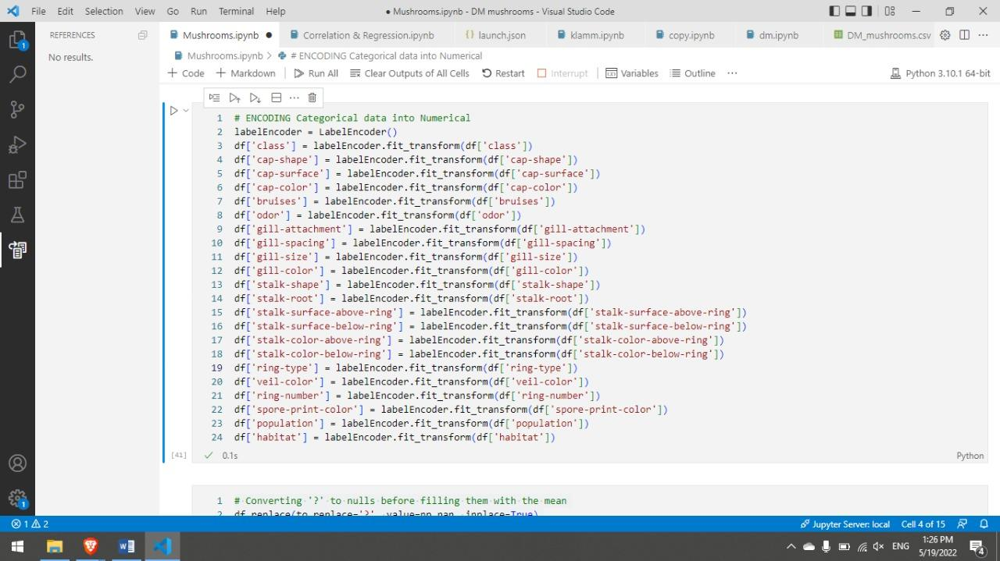 File Edit Selection View Go Run Terminal Help
● Mushrooms.ipynb - DM mushrooms - Visual Studio Code
REFERENCES
No results.
Mushrooms.ipynb ●
Correlation & Regression.ipynb
launch.json
klamm.ipynb
copy.ipynb
dm.ipynb
DM_mushrooms.csv
Mushrooms.ipynb > # ENCODING Categorical data into Numerical
+ Code + Markdown Run All Clear Outputs of All Cells Restart Interrupt Variables Outline ···
Python 3.10.1 64-bit
1 # ENCODING Categorical data into Numerical
2 labelEncoder = LabelEncoder()
3 df['class'] = labelEncoder.fit_transform(df['class'])
4 df['cap-shape'] = labelEncoder.fit_transform(df['cap-shape'])
5 df['cap-surface'] = labelEncoder.fit_transform(df['cap-surface'])
6 df['cap-color'] = labelEncoder.fit_transform(df['cap-color'])
7 df['bruises'] = labelEncoder.fit_transform(df['bruises'])
8 df['odor'] = labelEncoder.fit_transform(df['odor'])
9 df['gill-attachment'] = labelEncoder.fit_transform(df['gill-attachment'])
10 df['gill-spacing'] = labelEncoder.fit_transform(df['gill-spacing'])
11 df['gill-size'] = labelEncoder.fit_transform(df['gill-size'])
12 df['gill-color'] = labelEncoder.fit_transform(df['gill-color'])
13 df['stalk-shape'] = labelEncoder.fit_transform(df['stalk-shape'])
14 df['stalk-root'] = labelEncoder.fit_transform(df['stalk-root'])
15 df['stalk-surface-above-ring'] = labelEncoder.fit_transform(df['stalk-surface-above-ring'])
16 df['stalk-surface-below-ring'] = labelEncoder.fit_transform(df['stalk-surface-below-ring'])
17 df['stalk-color-above-ring'] = labelEncoder.fit_transform(df['stalk-color-above-ring'])
18 df['stalk-color-below-ring'] = labelEncoder.fit_transform(df['stalk-color-below-ring'])
19 df['ring-type'] = labelEncoder.fit_transform(df['ring-type'])
20 df['veil-color'] = labelEncoder.fit_transform(df['veil-color'])
21 df['ring-number'] = labelEncoder.fit_transform(df['ring-number'])
22 df['spore-print-color'] = labelEncoder.fit_transform(df['spore-print-color'])
23 df['population'] = labelEncoder.fit_transform(df['population'])
24 df['habitat'] = labelEncoder.fit_transform(df['habitat'])
[41] ✓ 0.1s
Python
1 # Converting '?' to nulls before filling them with the mean
2 df.replace(to_replace='?', value=np.nan, inplace=True)
1 2
Jupyter Server: local
Cell 4 of 15
ENG
1:26 PM
5/19/2022
4
1
1